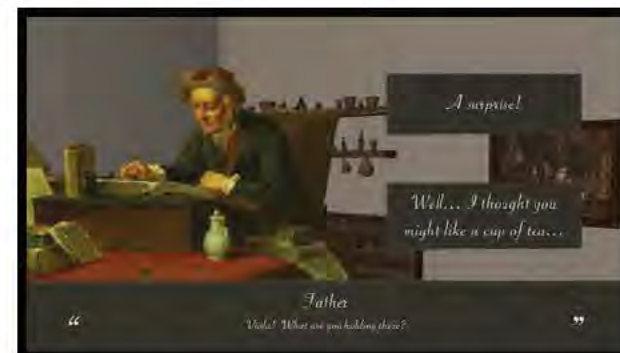 A surprise!
Well... I thought you
might like a cup of tea...
Father
“ Viola! What are you holding there? ”